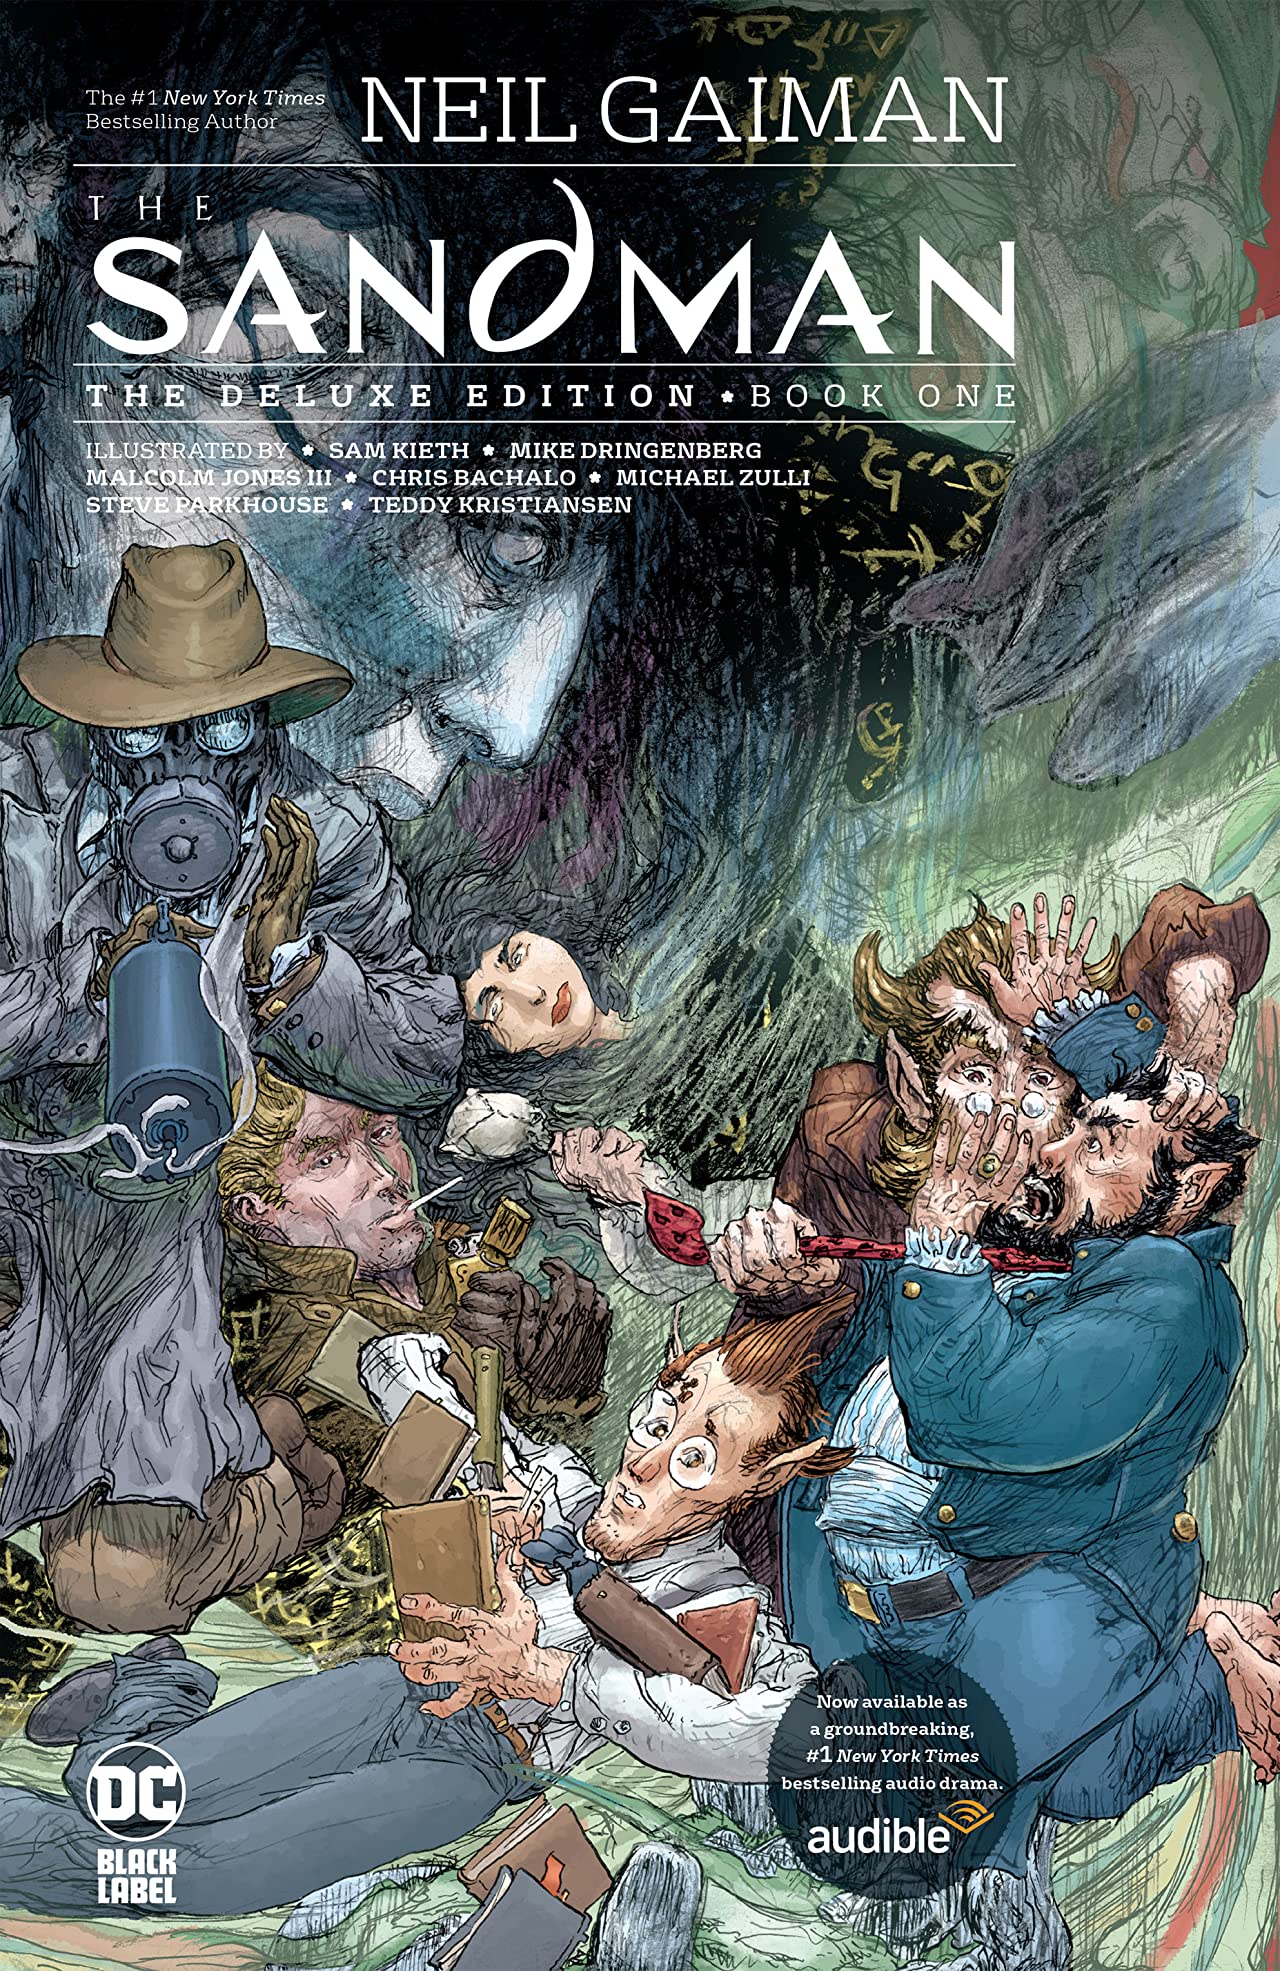 The #1 New York Times
Bestselling Author
NEIL GAIMAN
THE
SANDMAN
THE DELUXE EDITION * BOOK ONE
ILLUSTRATED BY * SAM KIETH * MIKE DRINGENBERG
MALCOLM JONES III * CHRIS BACHALO * MICHAEL ZULLI
STEVE PARKHOUSE * TEDDY KRISTIANSEN
Now available as
a groundbreaking,
#1 New York Times
bestselling audio drama.
audible
DC
BLACK
LABEL